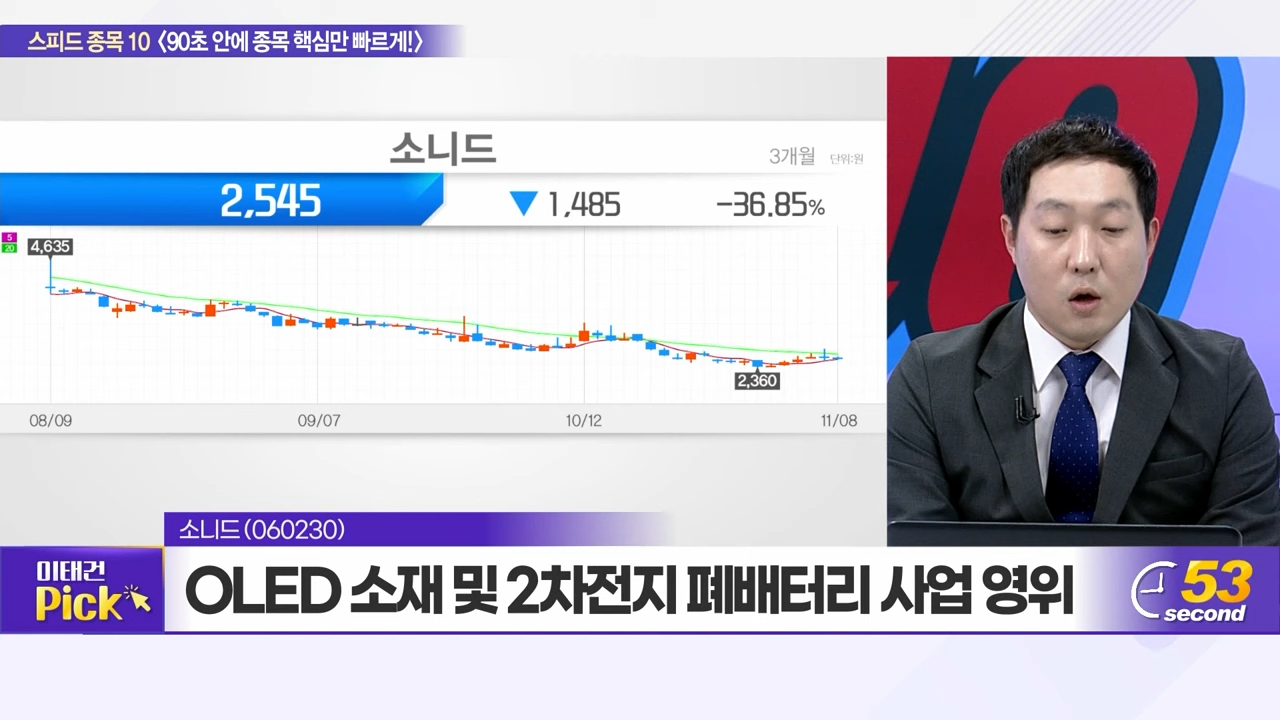 스피드 종목 10 〈90초 안에 종목 핵심만 빠르게!〉
소니드
3개월 단위:원
2,545 ▼ 1,485 -36.85%
5
20
4,635
2,360
08/09 09/07 10/12 11/08
소니드(060230)
이태건
Pick
OLED 소재 및 2차전지 폐배터리 사업 영위
53
second